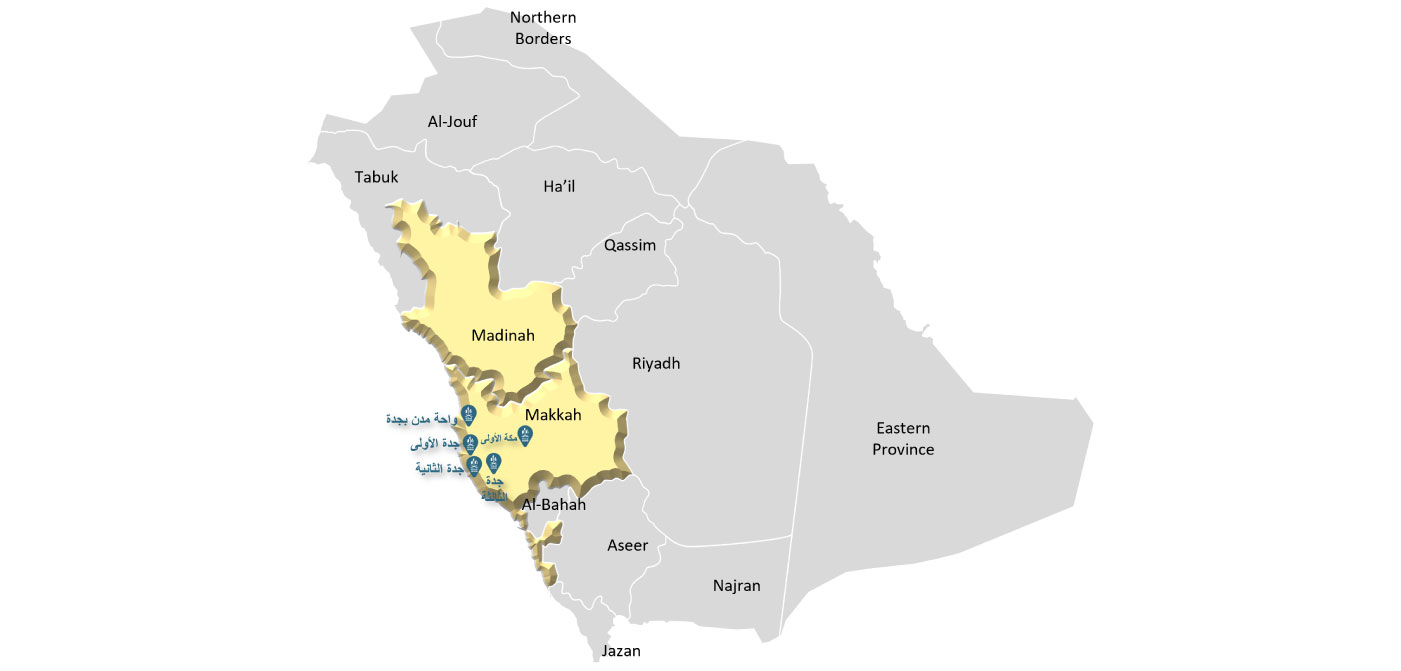 Northern
Borders
Al-Jouf
Tabuk
Ha’il
Qassim
Madinah
Riyadh
Makkah
واحة مدن بجدة
مكة الأولى
جدة الأولى
جدة الثانية
جدة
الثالثة
Eastern
Province
Al-Bahah
Aseer
Najran
Jazan